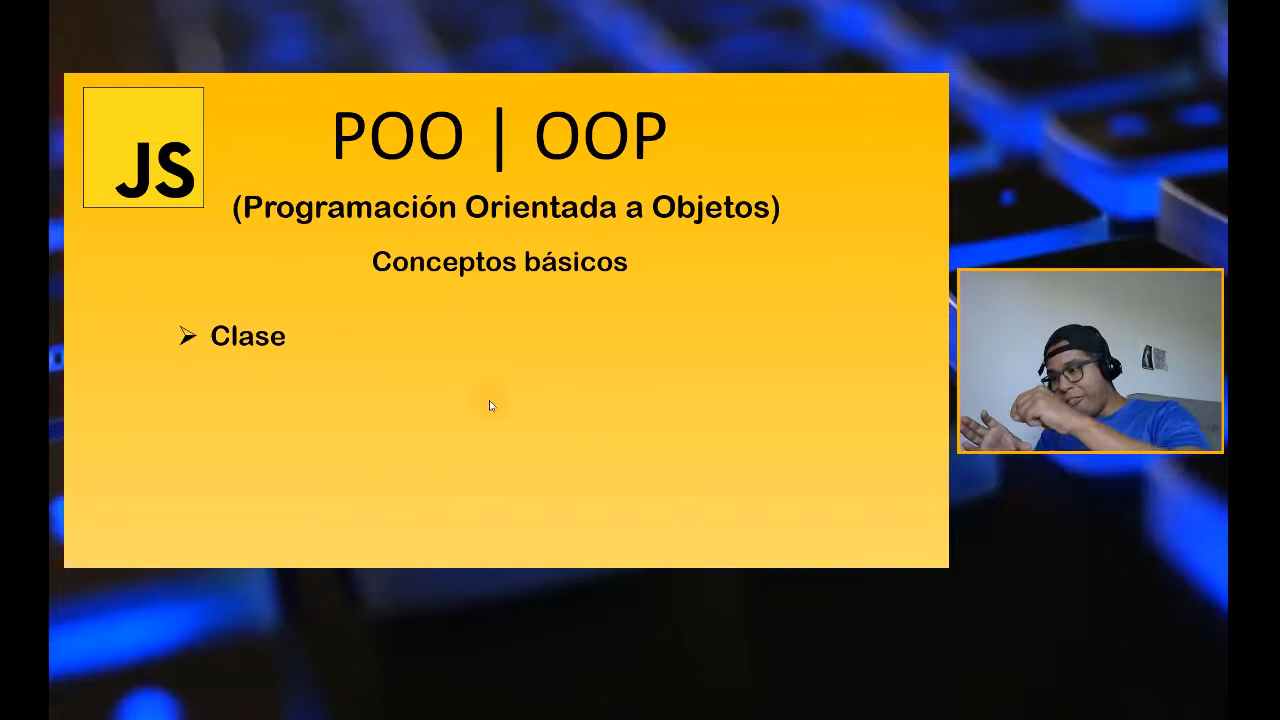 JS
POO | OOP
(Programación Orientada a Objetos)
Conceptos básicos
➢ Clase